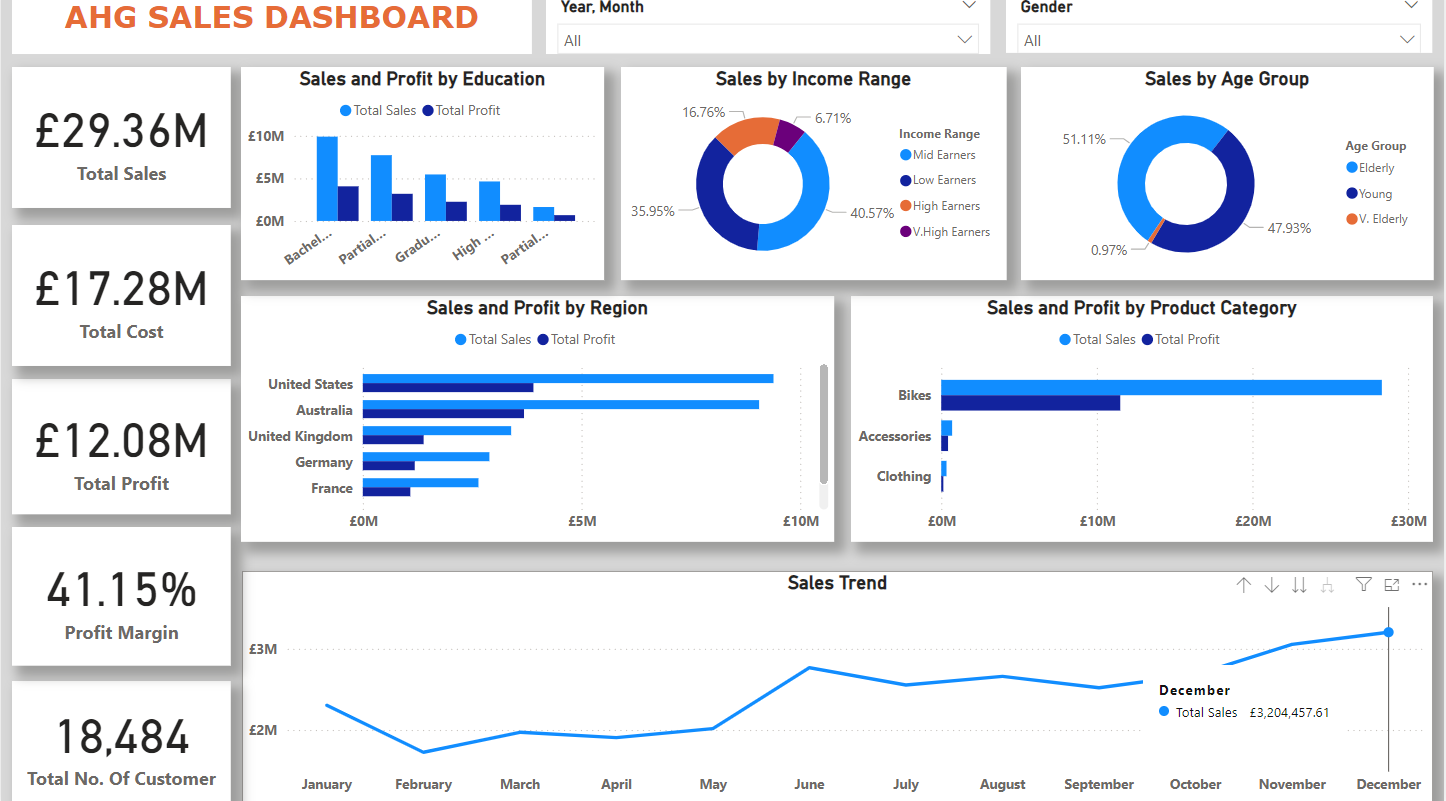 AHG SALES DASHBOARD
Year, Month
All
Gender
All
£29.36M
Total Sales
£17.28M
Total Cost
£12.08M
Total Profit
41.15%
Profit Margin
18,484
Total No. Of Customer
Sales and Profit by Education
Total Sales Total Profit
£10M
£5M
£0M
Bachel...
Partial...
Gradu...
High ...
Partial...
Sales by Income Range
16.76%
6.71%
35.95%
40.57%
Income Range
Mid Earners
Low Earners
High Earners
V.High Earners
Sales by Age Group
51.11%
47.93%
0.97%
Age Group
Elderly
Young
V. Elderly
Sales and Profit by Region
Total Sales Total Profit
United States
Australia
United Kingdom
Germany
France
£0M £5M £10M
Sales and Profit by Product Category
Total Sales Total Profit
Bikes
Accessories
Clothing
£0M £10M £20M £30M
Sales Trend
£3M
£2M
December
Total Sales £3,204,457.61
January February March April May June July August September October November December